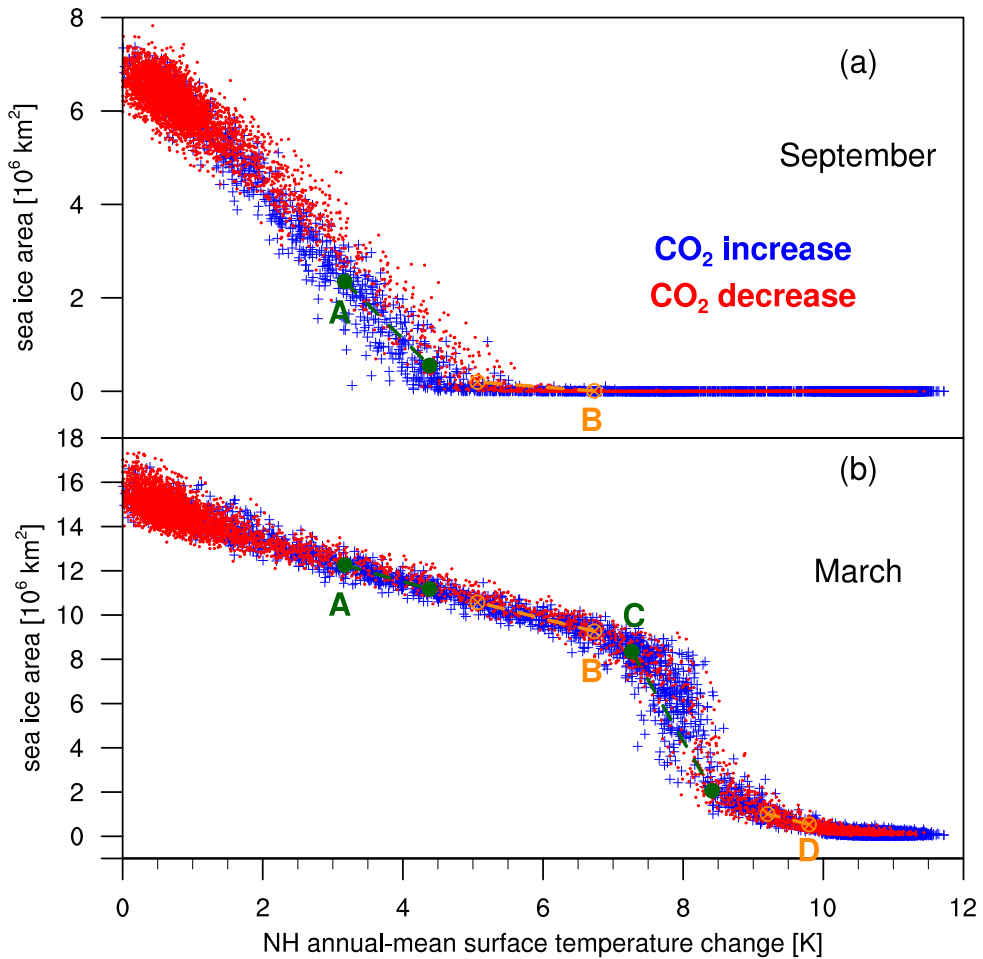 8
6
4
2
0
sea ice area [10⁶ km²]
(a)
September
CO₂ increase
CO₂ decrease
A
B
18
16
14
12
10
8
6
4
2
0
sea ice area [10⁶ km²]
(b)
March
A
B
C
D
0 2 4 6 8 10 12
NH annual-mean surface temperature change [K]